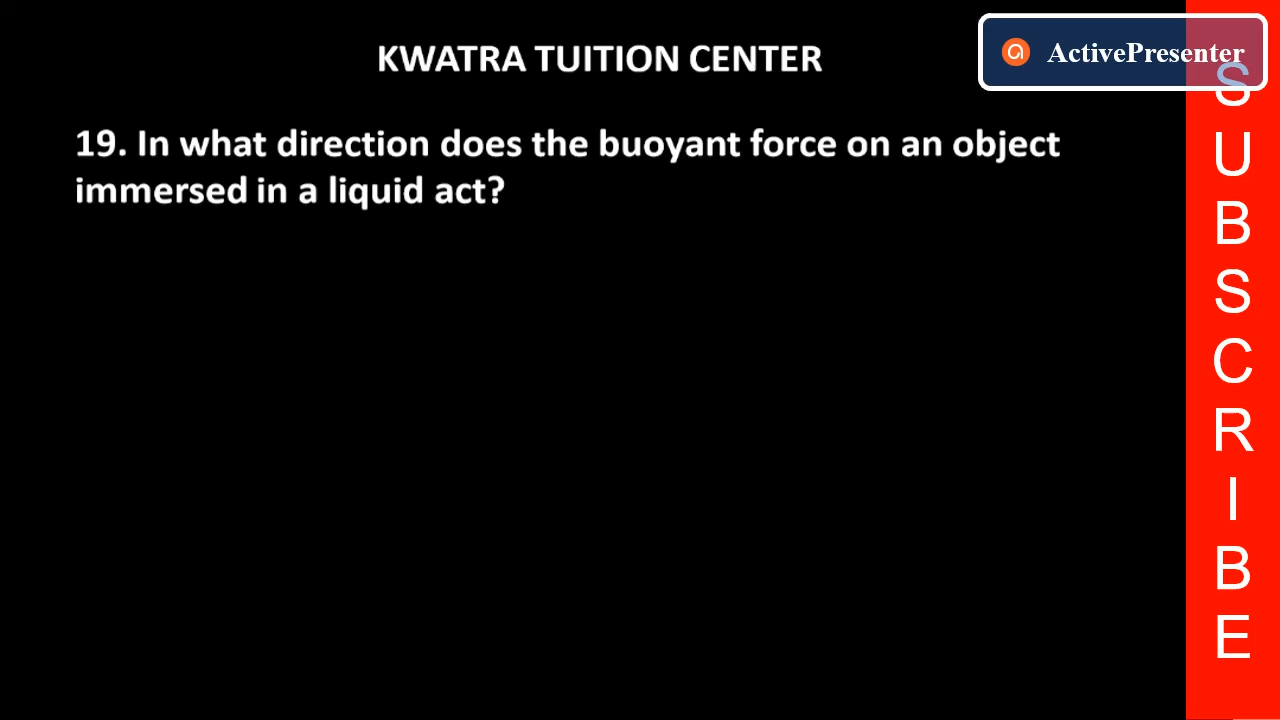 KWATRA TUITION CENTER
ActivePresenter
19. In what direction does the buoyant force on an object
immersed in a liquid act?
S
U
B
S
C
R
I
B
E